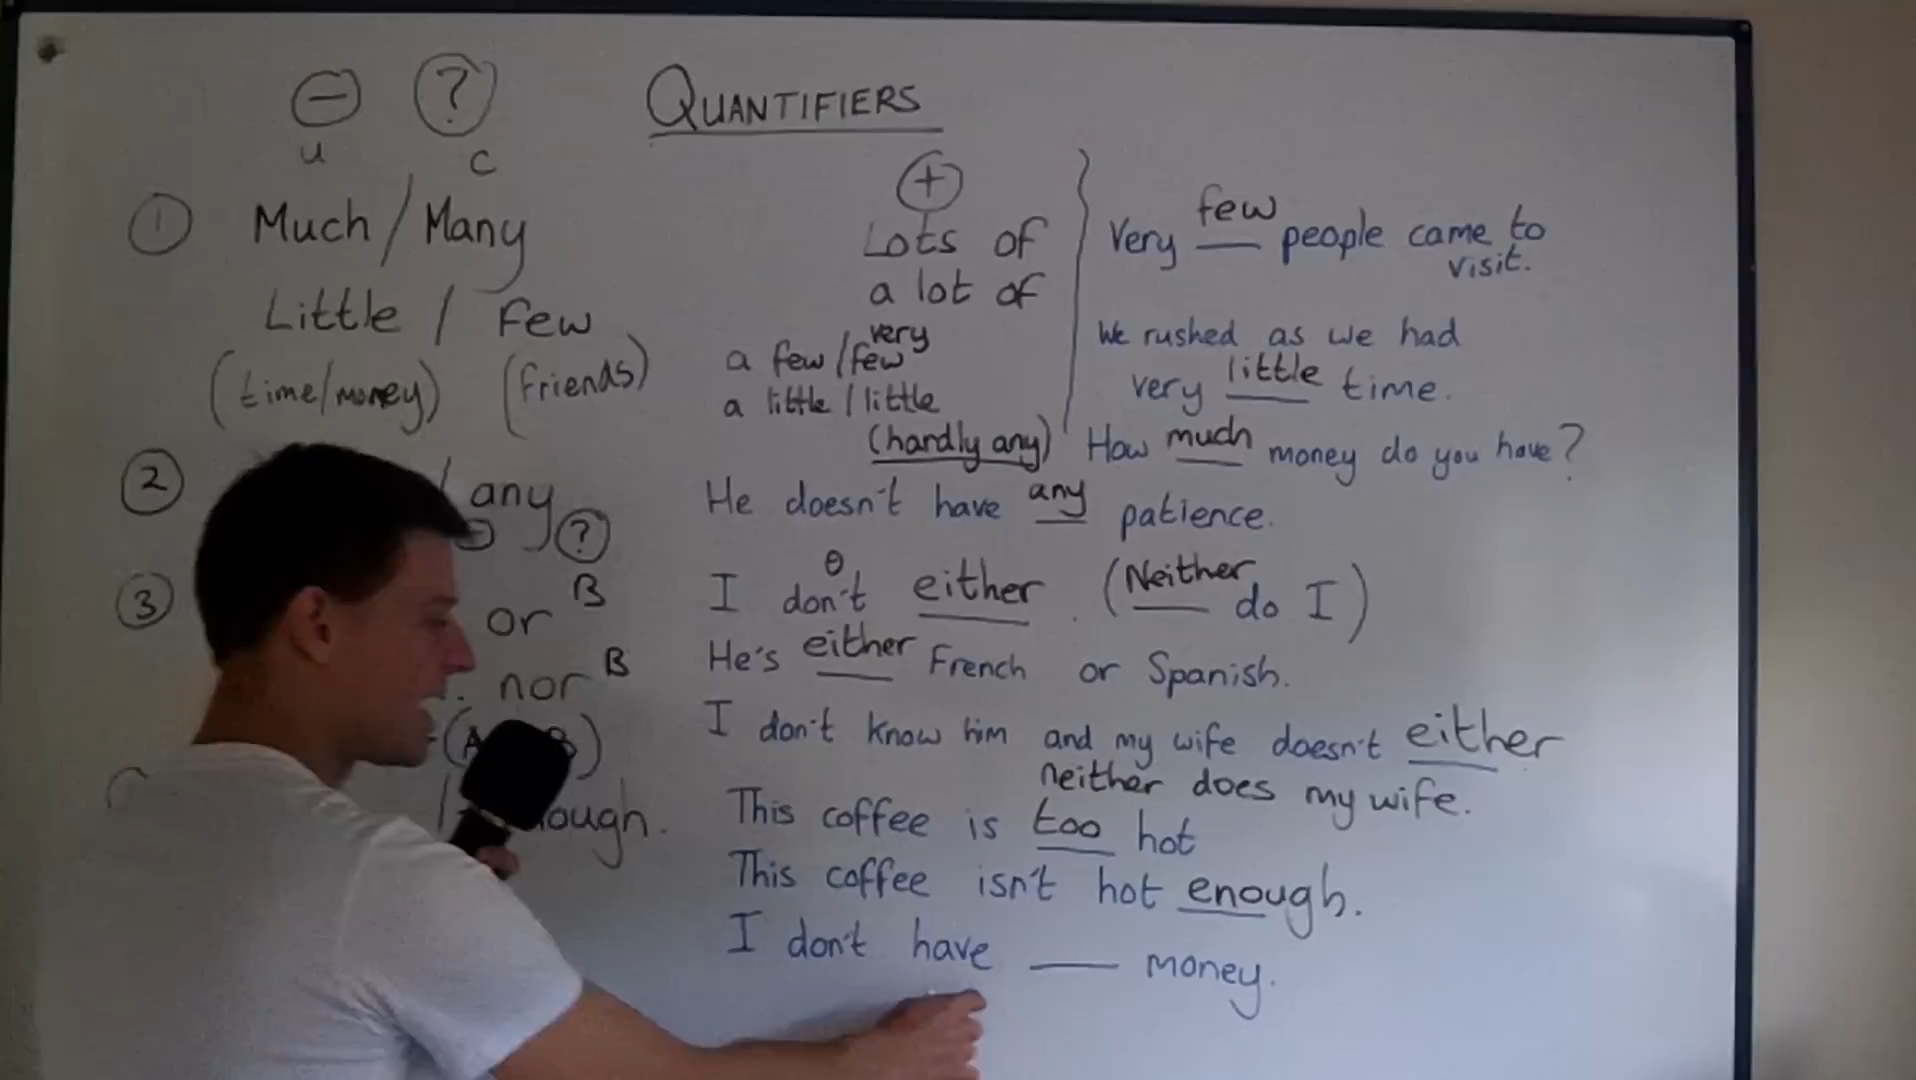 QUANTIFIERS
− ?
u c
+
① Much / Many
Little / Few
(time/money) (friends)
Lots of
a lot of
very
a few / few
a little / little
(hardly any)
Very few people came to
visit.
We rushed as we had
very little time.
How much money do you have?
② / any
?
He doesn't have any patience.
③ or B
nor B
I don't either. (Neither do I)
He's either French or Spanish.
I don't know him and my wife doesn't either
neither does my wife.
This coffee is too hot
This coffee isn't hot enough.
I don't have ___ money.